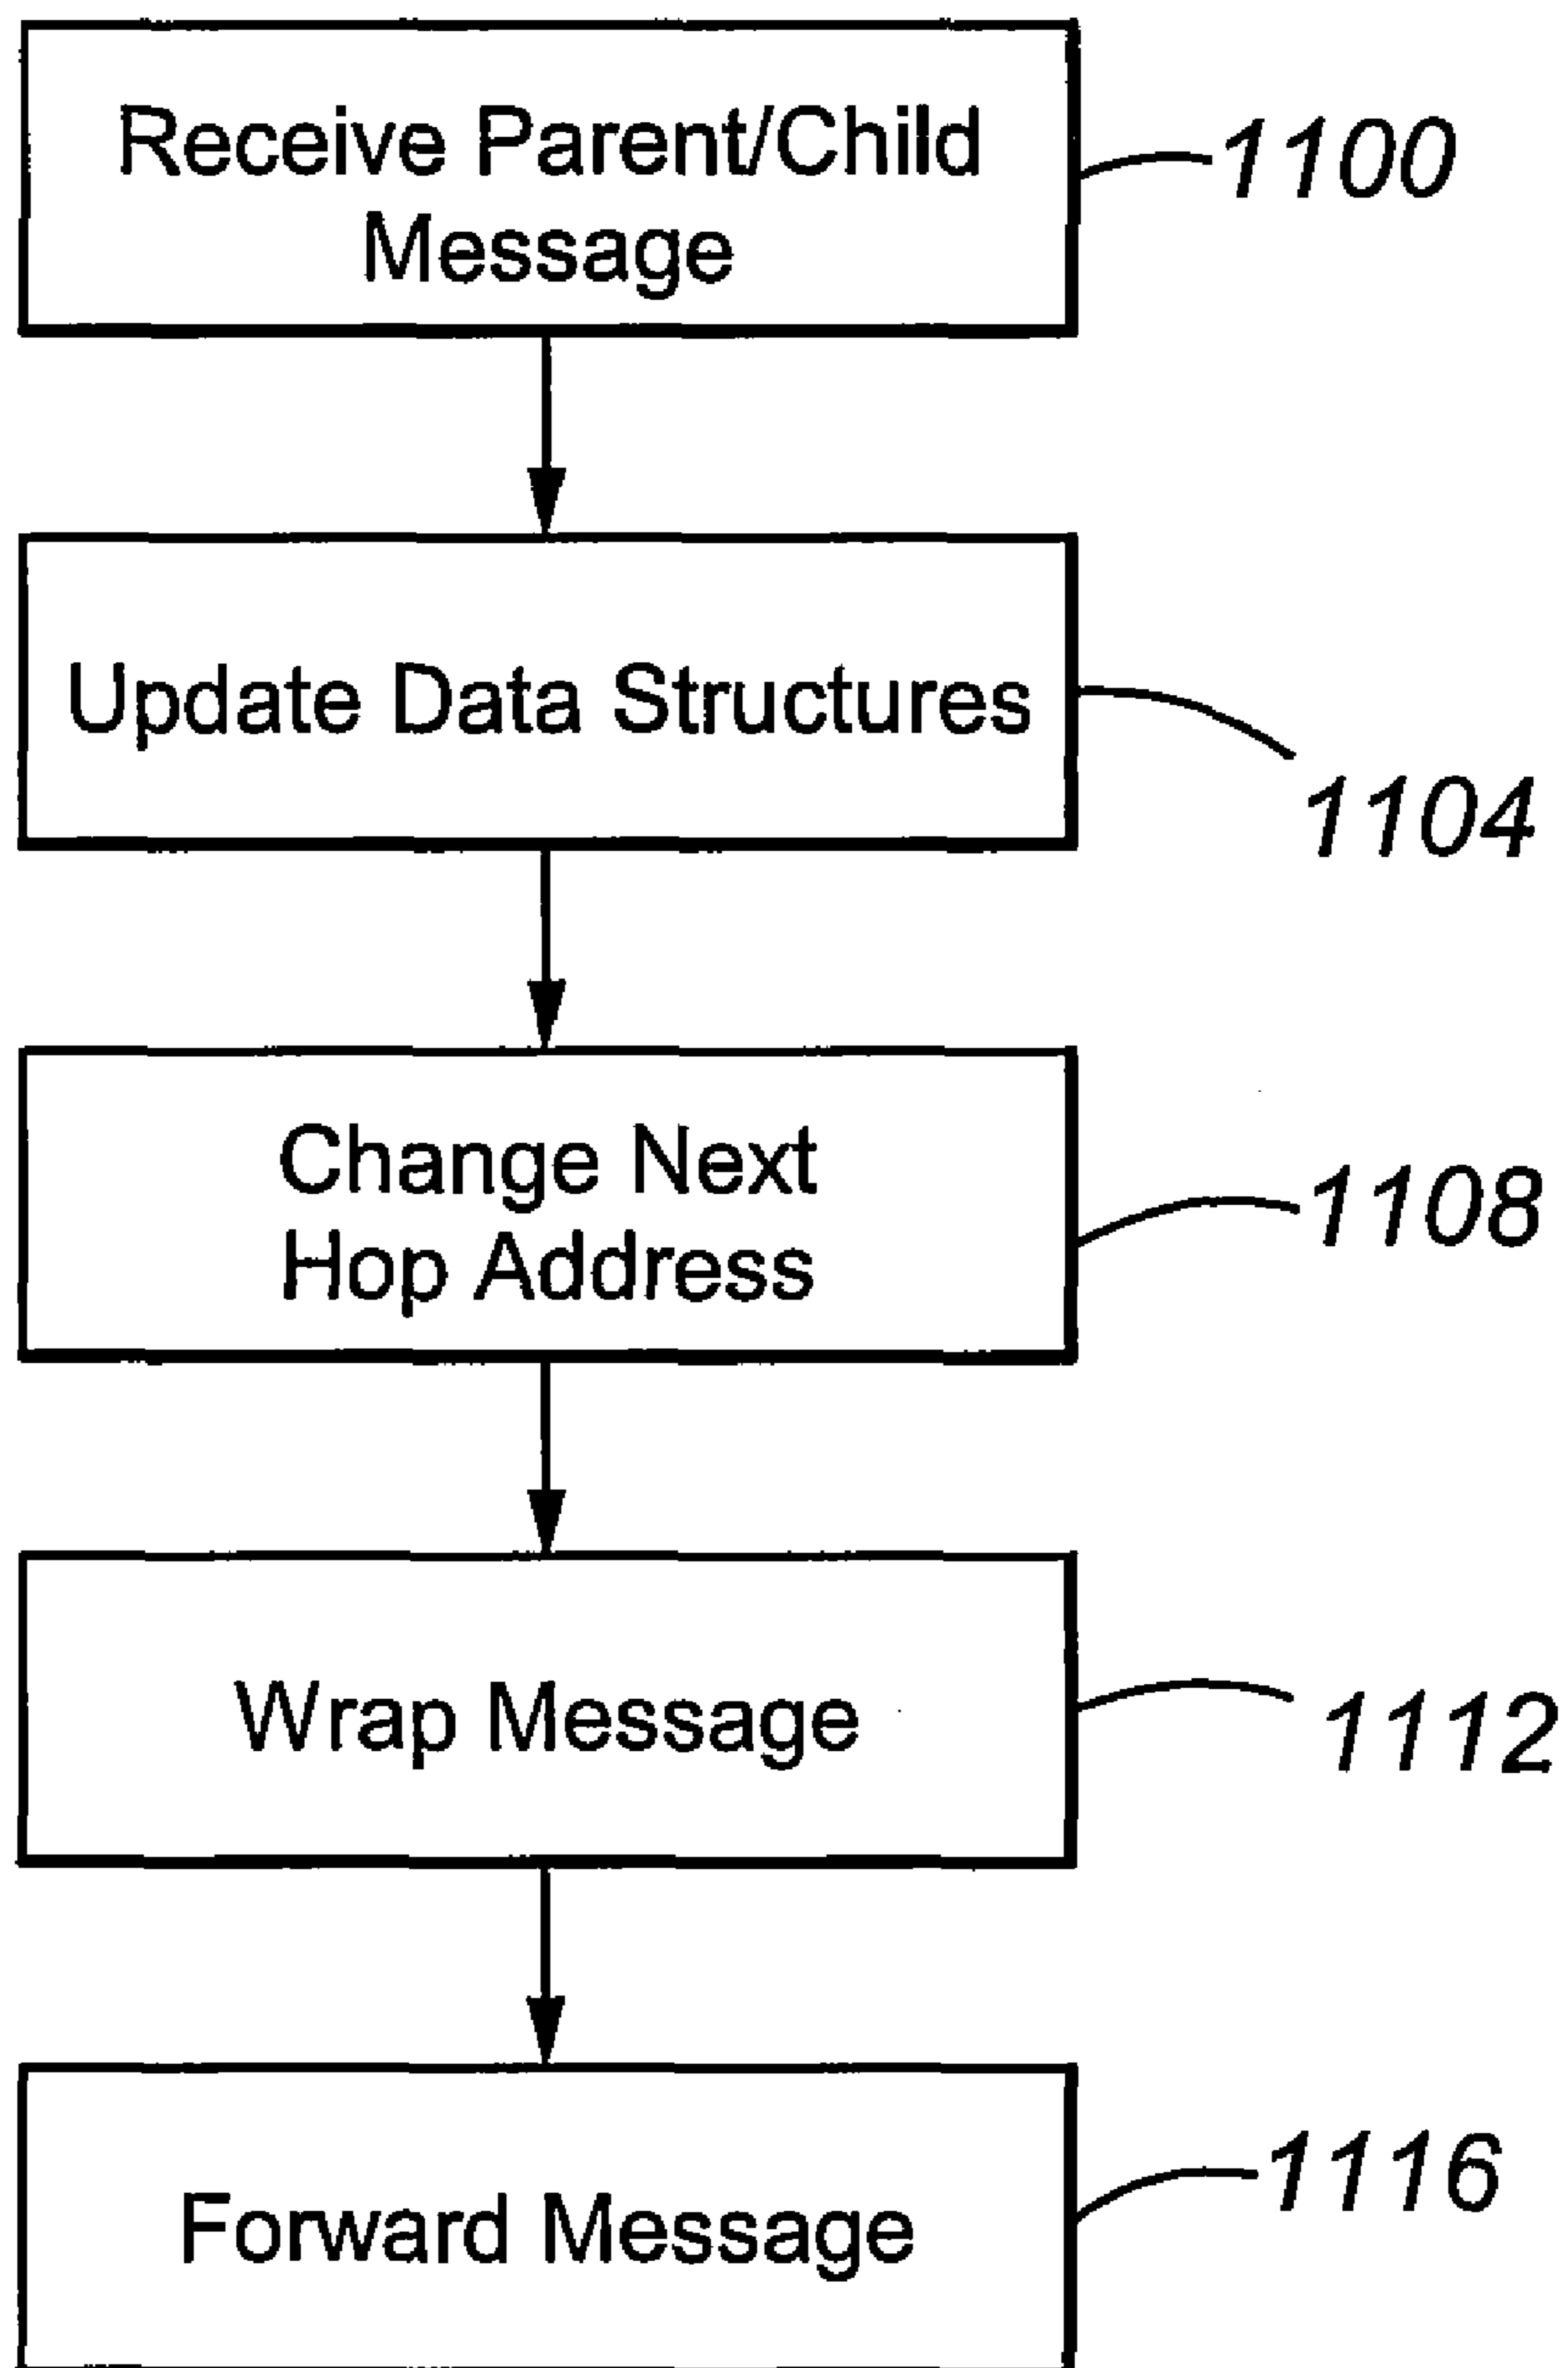 Receive Parent/Child
Message
1100
Update Data Structures
1104
Change Next
Hop Address
1108
Wrap Message
1112
Forward Message
1116